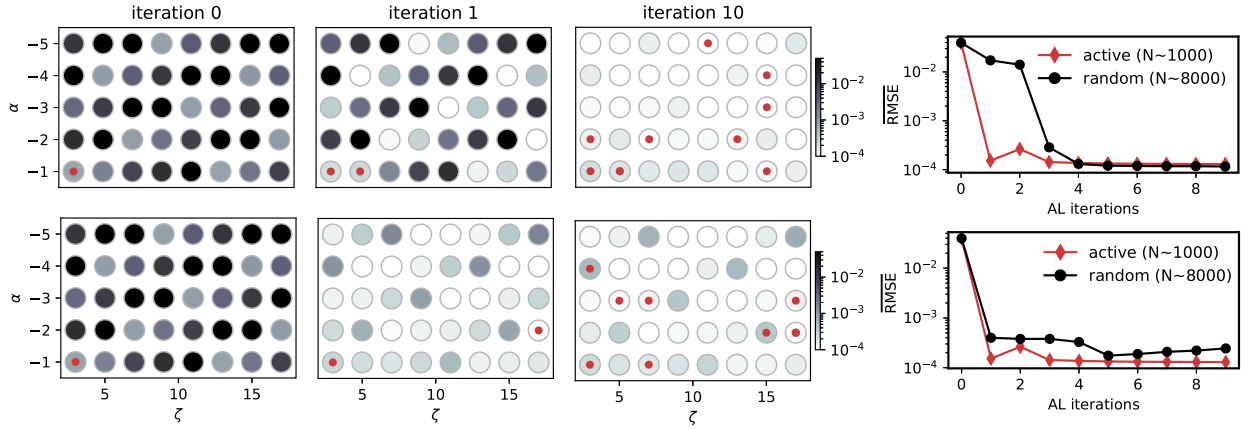 iteration 0
iteration 1
iteration 10
α
−5
−4
−3
−2
−1
10⁻²
10⁻³
10⁻⁴
RMSE
10⁻²
10⁻³
10⁻⁴
active (N~1000)
random (N~8000)
0 2 4 6 8
AL iterations
α
−5
−4
−3
−2
−1
5 10 15
ζ
5 10 15
ζ
5 10 15
ζ
10⁻²
10⁻³
10⁻⁴
RMSE
10⁻²
10⁻³
10⁻⁴
active (N~1000)
random (N~8000)
0 2 4 6 8
AL iterations